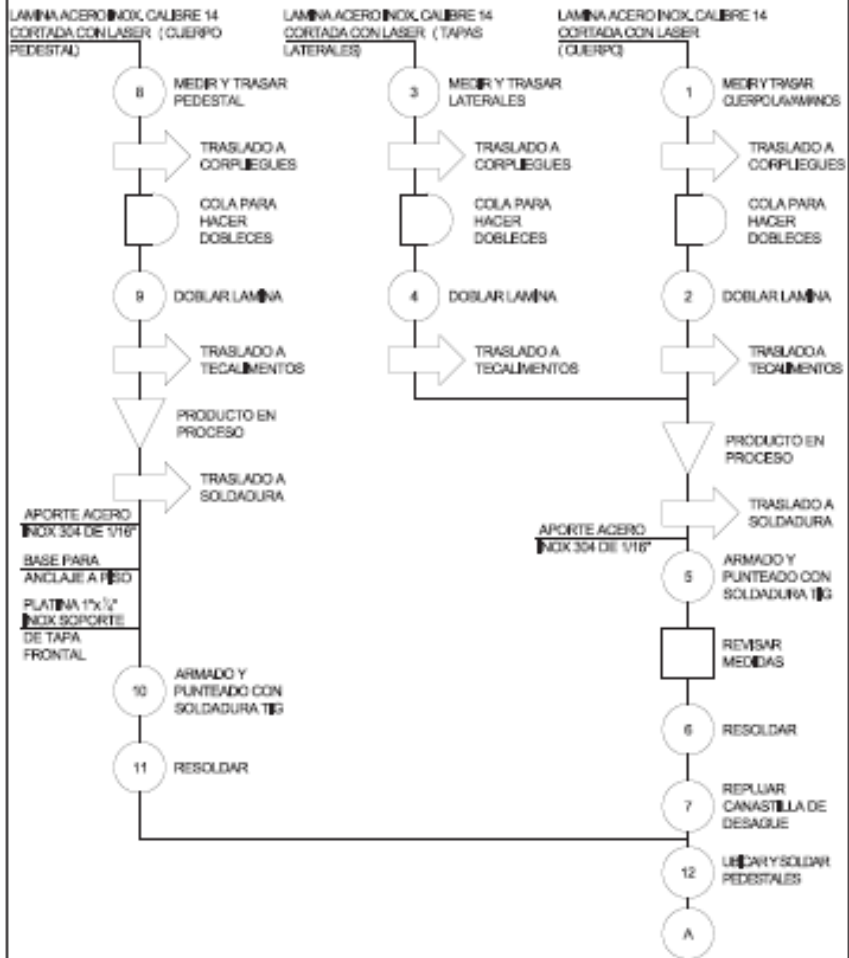 LAMINA ACERO INOX. CALIBRE 14
CORTADA CON LASER ( CUERPO
PEDESTAL)
8
MEDIR Y TRASAR
PEDESTAL
TRASLADO A
CORPLIEGUES
COLA PARA
HACER
DOBLECES
9
DOBLAR LAMINA
TRASLADO A
TECALIMENTOS
PRODUCTO EN
PROCESO
TRASLADO A
SOLDADURA
APORTE ACERO
INOX 304 DE 1/16"
BASE PARA
ANCLAJE A PISO
PLATINA 1"x ¼"
INOX SOPORTE
DE TAPA
FRONTAL
10
ARMADO Y
PUNTEADO CON
SOLDADURA TIG
11
RESOLDAR
LAMINA ACERO INOX. CALIBRE 14
CORTADA CON LASER ( TAPAS
LATERALES)
3
MEDIR Y TRASAR
LATERALES
TRASLADO A
CORPLIEGUES
COLA PARA
HACER
DOBLECES
4
DOBLAR LAMINA
TRASLADO A
TECALIMENTOS
LAMINA ACERO INOX. CALIBRE 14
CORTADA CON LASER
( CUERPO)
1
MEDIR Y TRASAR
CUERPO LAVAMANOS
TRASLADO A
CORPLIEGUES
COLA PARA
HACER
DOBLECES
2
DOBLAR LAMINA
TRASLADO A
TECALIMENTOS
PRODUCTO EN
PROCESO
TRASLADO A
SOLDADURA
APORTE ACERO
INOX 304 DE 1/16"
5
ARMADO Y
PUNTEADO CON
SOLDADURA TIG
REVISAR
MEDIDAS
6
RESOLDAR
7
REPUJAR
CANASTILLA DE
DESAGUE
12
UBICAR Y SOLDAR
PEDESTALES
A